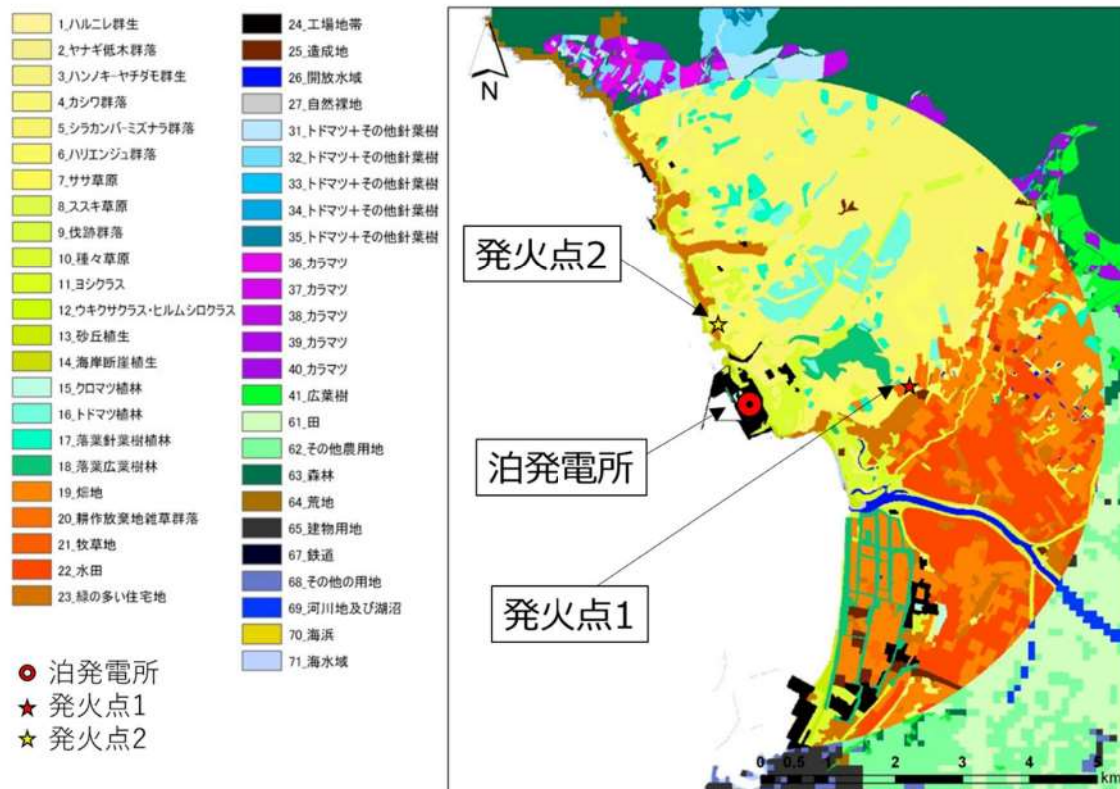 1_ハルニレ群生
2_ヤナギ低木群落
3_ハンノキーヤチダモ群生
4_カシワ群落
5_シラカンバ-ミズナラ群落
6_ハリエンジュ群落
7_ササ草原
8_ススキ草原
9_伐跡群落
10_種々草原
11_ヨシクラス
12_ウキクサクラス・ヒルムシロクラス
13_砂丘植生
14_海岸断崖植生
15_クロマツ植林
16_トドマツ植林
17_落葉針葉樹植林
18_落葉広葉樹林
19_畑地
20_耕作放棄地雑草群落
21_牧草地
22_水田
23_緑の多い住宅地
24_工場地帯
25_造成地
26_開放水域
27_自然裸地
31_トドマツ+その他針葉樹
32_トドマツ+その他針葉樹
33_トドマツ+その他針葉樹
34_トドマツ+その他針葉樹
35_トドマツ+その他針葉樹
36_カラマツ
37_カラマツ
38_カラマツ
39_カラマツ
40_カラマツ
41_広葉樹
61_田
62_その他農用地
63_森林
64_荒地
65_建物用地
67_鉄道
68_その他の用地
69_河川地及び湖沼
70_海浜
71_海水域
泊発電所
発火点1
発火点2
N
発火点2
泊発電所
発火点1
0 0.5 1 2 3 4 5
km